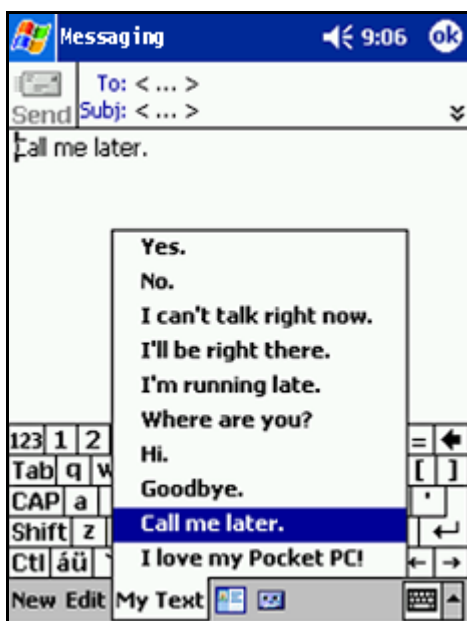 Messaging 9:06 ok
To: < ... >
Send Subj: < ... >
Call me later.
Yes.
No.
I can't talk right now.
I'll be right there.
I'm running late.
Where are you?
Hi.
Goodbye.
Call me later.
I love my Pocket PC!
123 1 2 =
Tab q w [ ]
CAP a '
Shift z
Ctl áü `
New Edit My Text